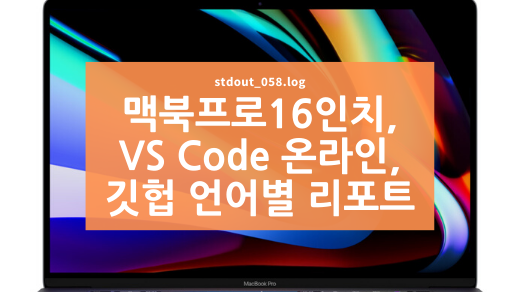 stdout_058.log
맥북프로16인치,
VS Code 온라인,
깃헙 언어별 리포트
MacBook Pro